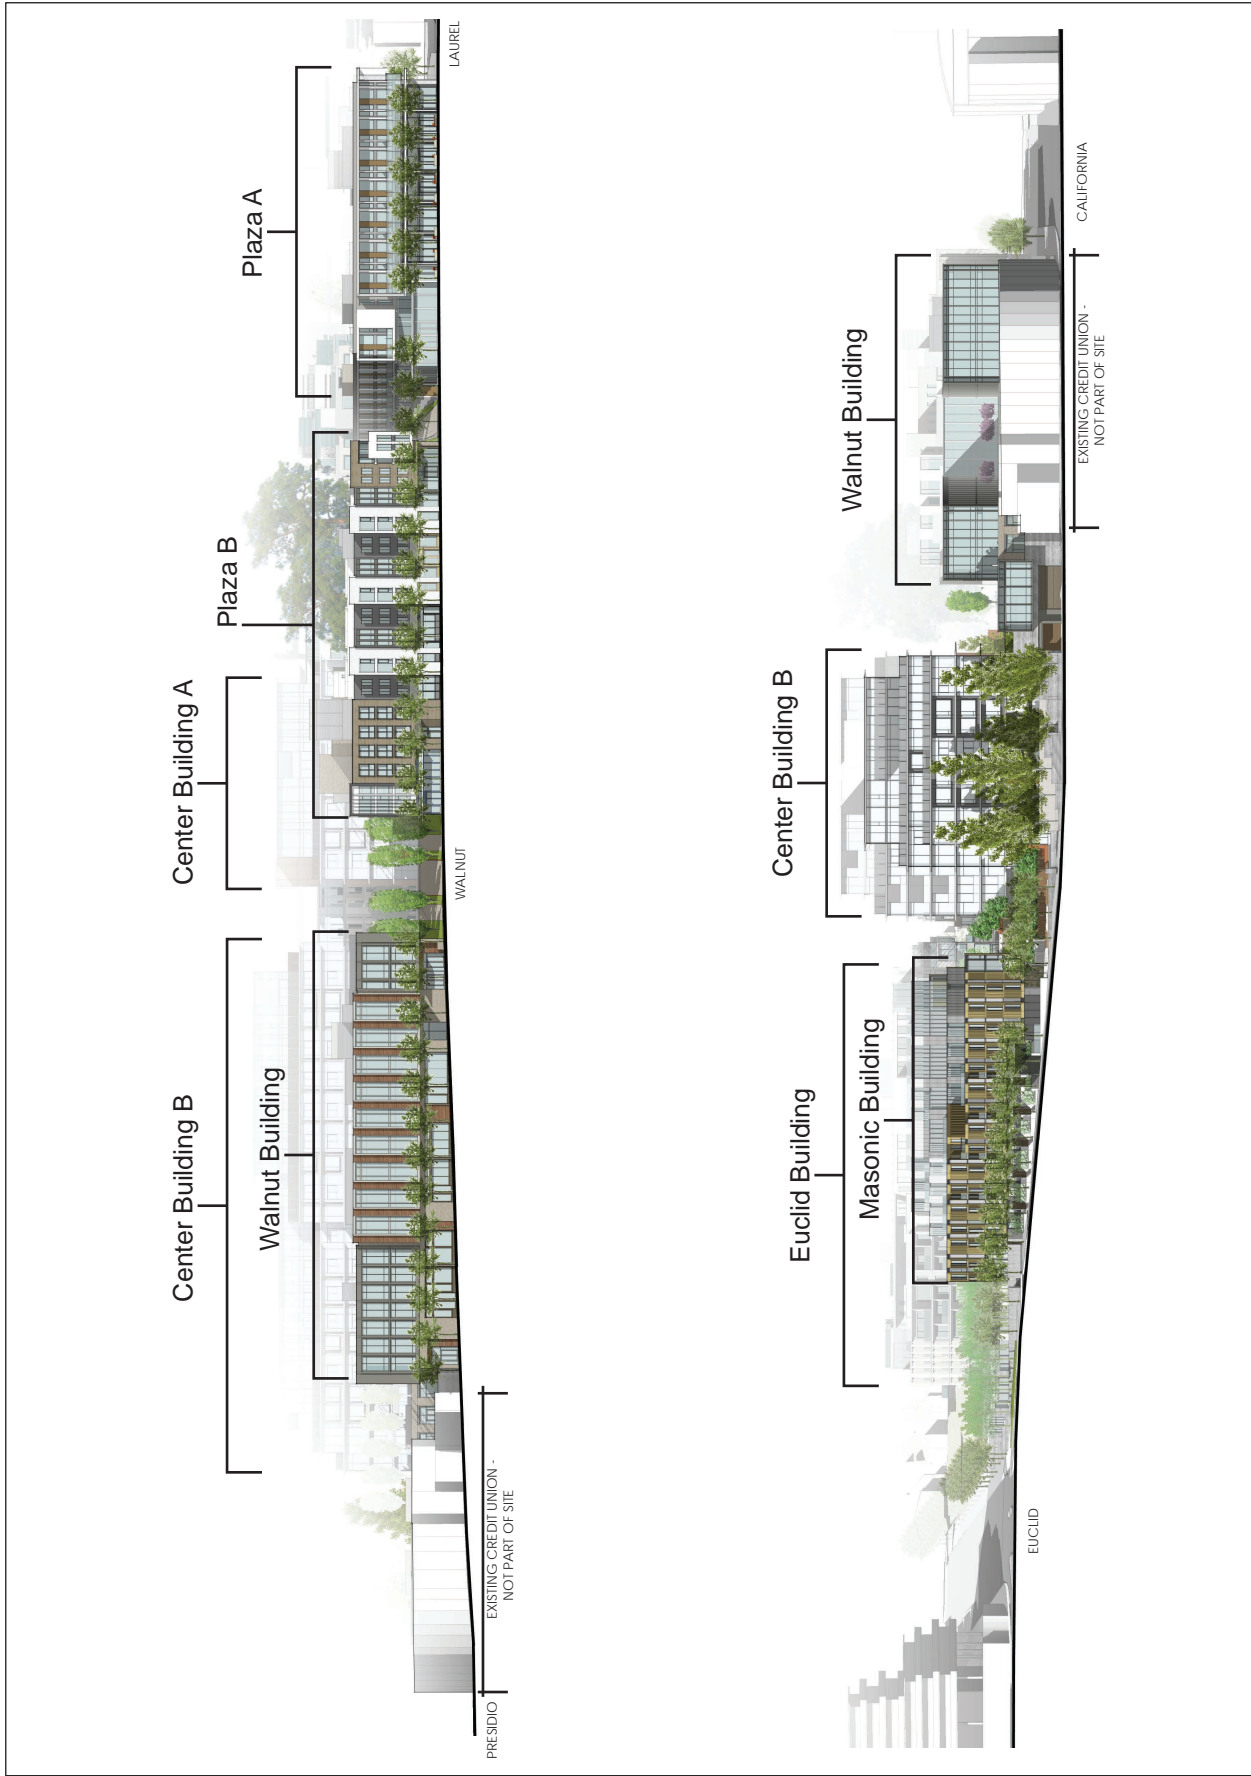 Center Building B
Walnut Building
Center Building A
Plaza B
Plaza A
PRESIDIO
EXISTING CREDIT UNION -
NOT PART OF SITE
WALNUT
LAUREL
Euclid Building
Masonic Building
Center Building B
Walnut Building
EUCLID
EXISTING CREDIT UNION -
NOT PART OF SITE
CALIFORNIA